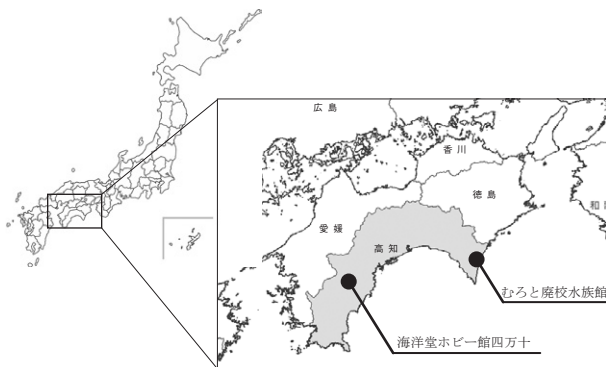 広島
香川
徳島
和
愛媛
高知
むろと廃校水族館
海洋堂ホビー館四万十